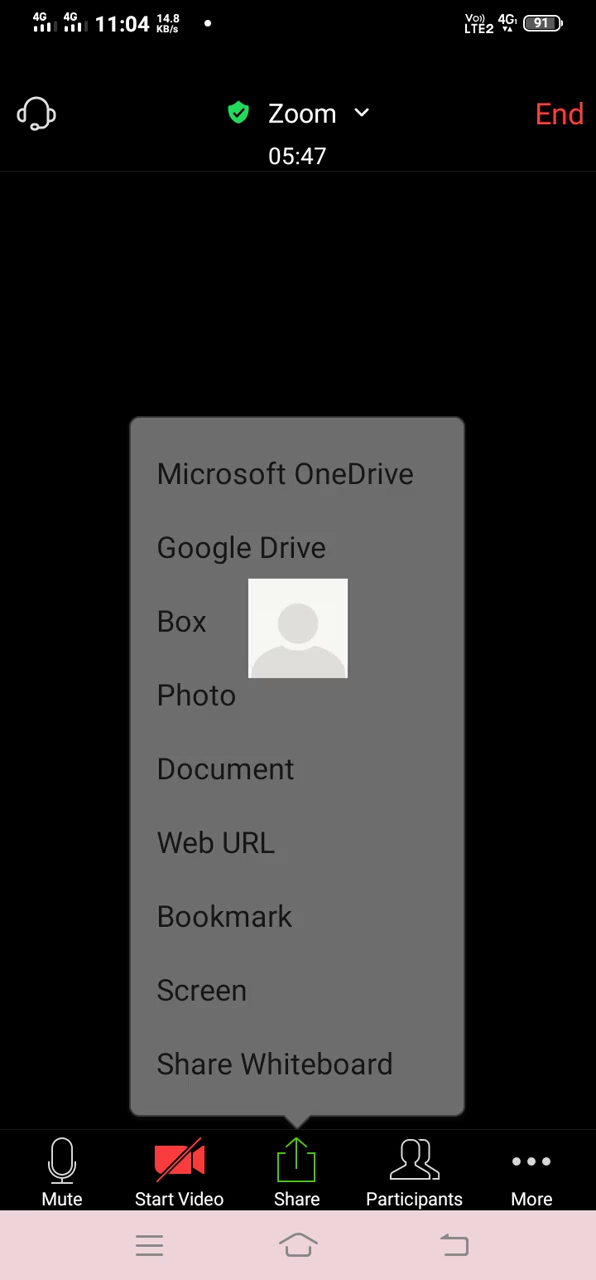 4G 4G 11:04 14.8 KB/s Vo)) LTE2 4G 91
Zoom End
05:47
Microsoft OneDrive
Google Drive
Box
Photo
Document
Web URL
Bookmark
Screen
Share Whiteboard
Mute Start Video Share Participants More